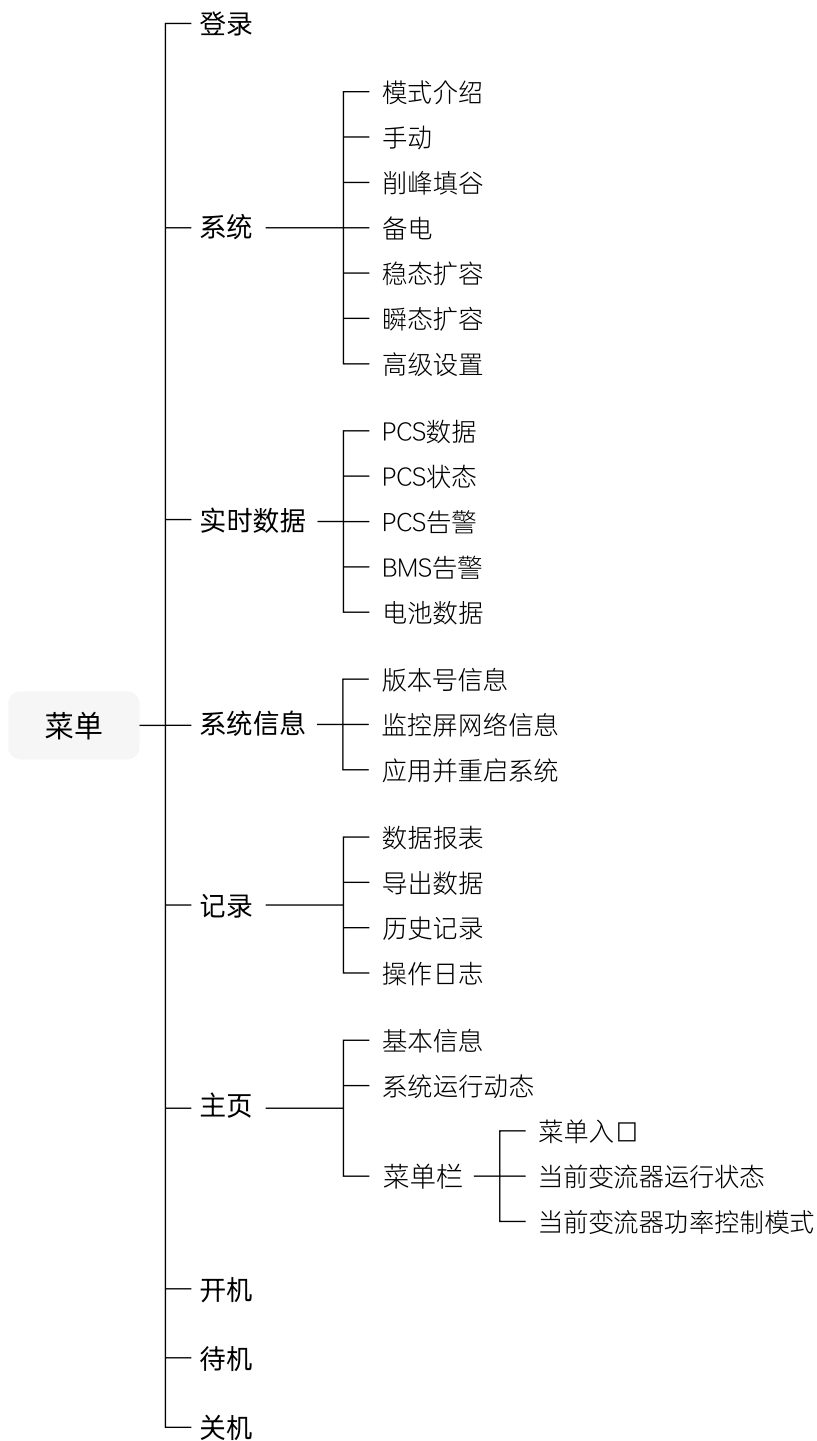 登录
模式介绍
手动
削峰填谷
系统
备电
稳态扩容
瞬态扩容
高级设置
PCS数据
PCS状态
实时数据
PCS告警
BMS告警
电池数据
版本号信息
菜单
系统信息
监控屏网络信息
应用并重启系统
数据报表
导出数据
记录
历史记录
操作日志
基本信息
系统运行动态
主页
菜单入口
菜单栏
当前变流器运行状态
当前变流器功率控制模式
开机
待机
关机